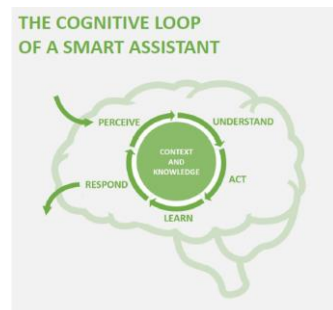 THE COGNITIVE LOOP
OF A SMART ASSISTANT
PERCEIVE
UNDERSTAND
CONTEXT
AND
KNOWLEDGE
RESPOND
ACT
LEARN